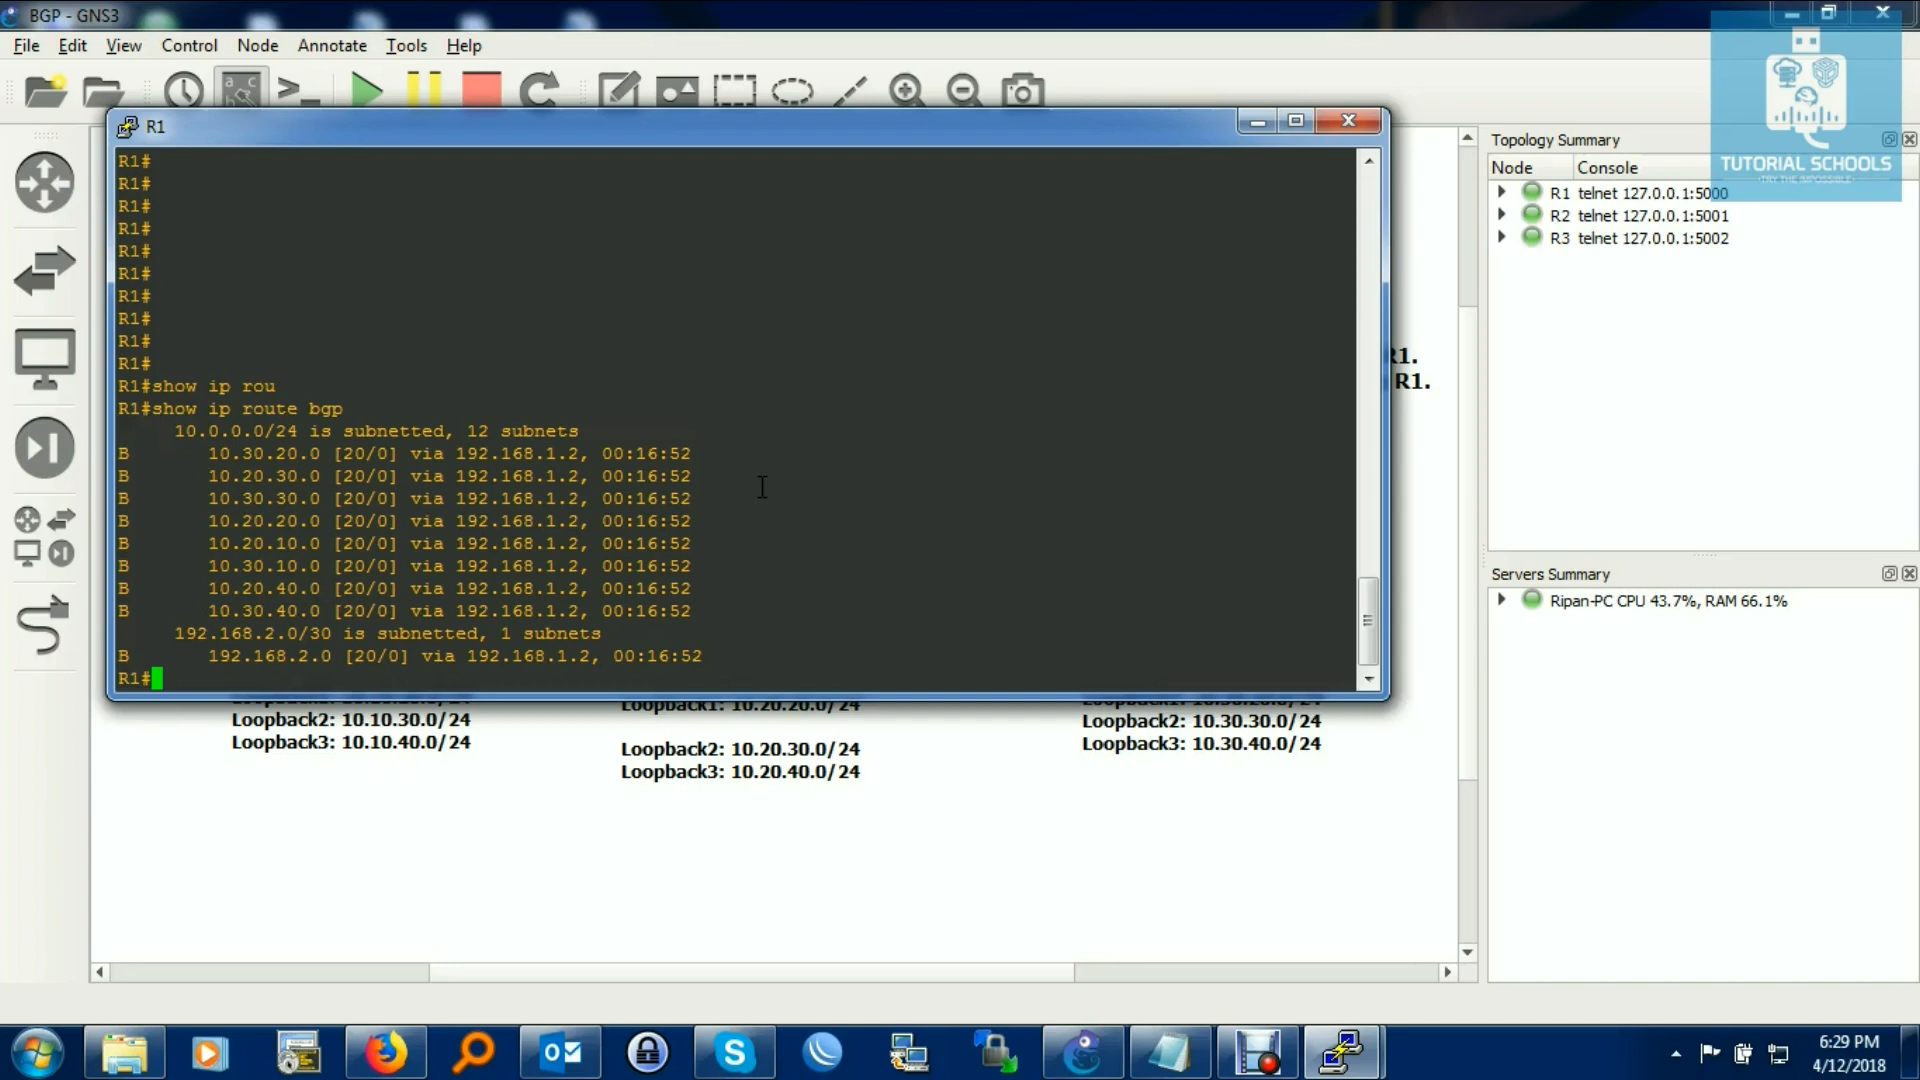 BGP - GNS3
File Edit View Control Node Annotate Tools Help
R1
R1#
R1#
R1#
R1#
R1#
R1#
R1#
R1#
R1#
R1#
R1#show ip rou
R1#show ip route bgp
10.0.0.0/24 is subnetted, 12 subnets
B 10.30.20.0 [20/0] via 192.168.1.2, 00:16:52
B 10.20.30.0 [20/0] via 192.168.1.2, 00:16:52
B 10.30.30.0 [20/0] via 192.168.1.2, 00:16:52
B 10.20.20.0 [20/0] via 192.168.1.2, 00:16:52
B 10.20.10.0 [20/0] via 192.168.1.2, 00:16:52
B 10.30.10.0 [20/0] via 192.168.1.2, 00:16:52
B 10.20.40.0 [20/0] via 192.168.1.2, 00:16:52
B 10.30.40.0 [20/0] via 192.168.1.2, 00:16:52
192.168.2.0/30 is subnetted, 1 subnets
B 192.168.2.0 [20/0] via 192.168.1.2, 00:16:52
R1#
R1.
R1.
Loopback2: 10.10.30.0/24
Loopback3: 10.10.40.0/24
Loopback1: 10.20.20.0/24
Loopback2: 10.20.30.0/24
Loopback3: 10.20.40.0/24
Loopback2: 10.30.30.0/24
Loopback3: 10.30.40.0/24
Topology Summary
Node Console
R1 telnet 127.0.0.1:5000
R2 telnet 127.0.0.1:5001
R3 telnet 127.0.0.1:5002
TUTORIAL SCHOOLS
-TRY THE IMPOSSIBLE-
Servers Summary
Ripan-PC CPU 43.7%, RAM 66.1%
6:29 PM
4/12/2018